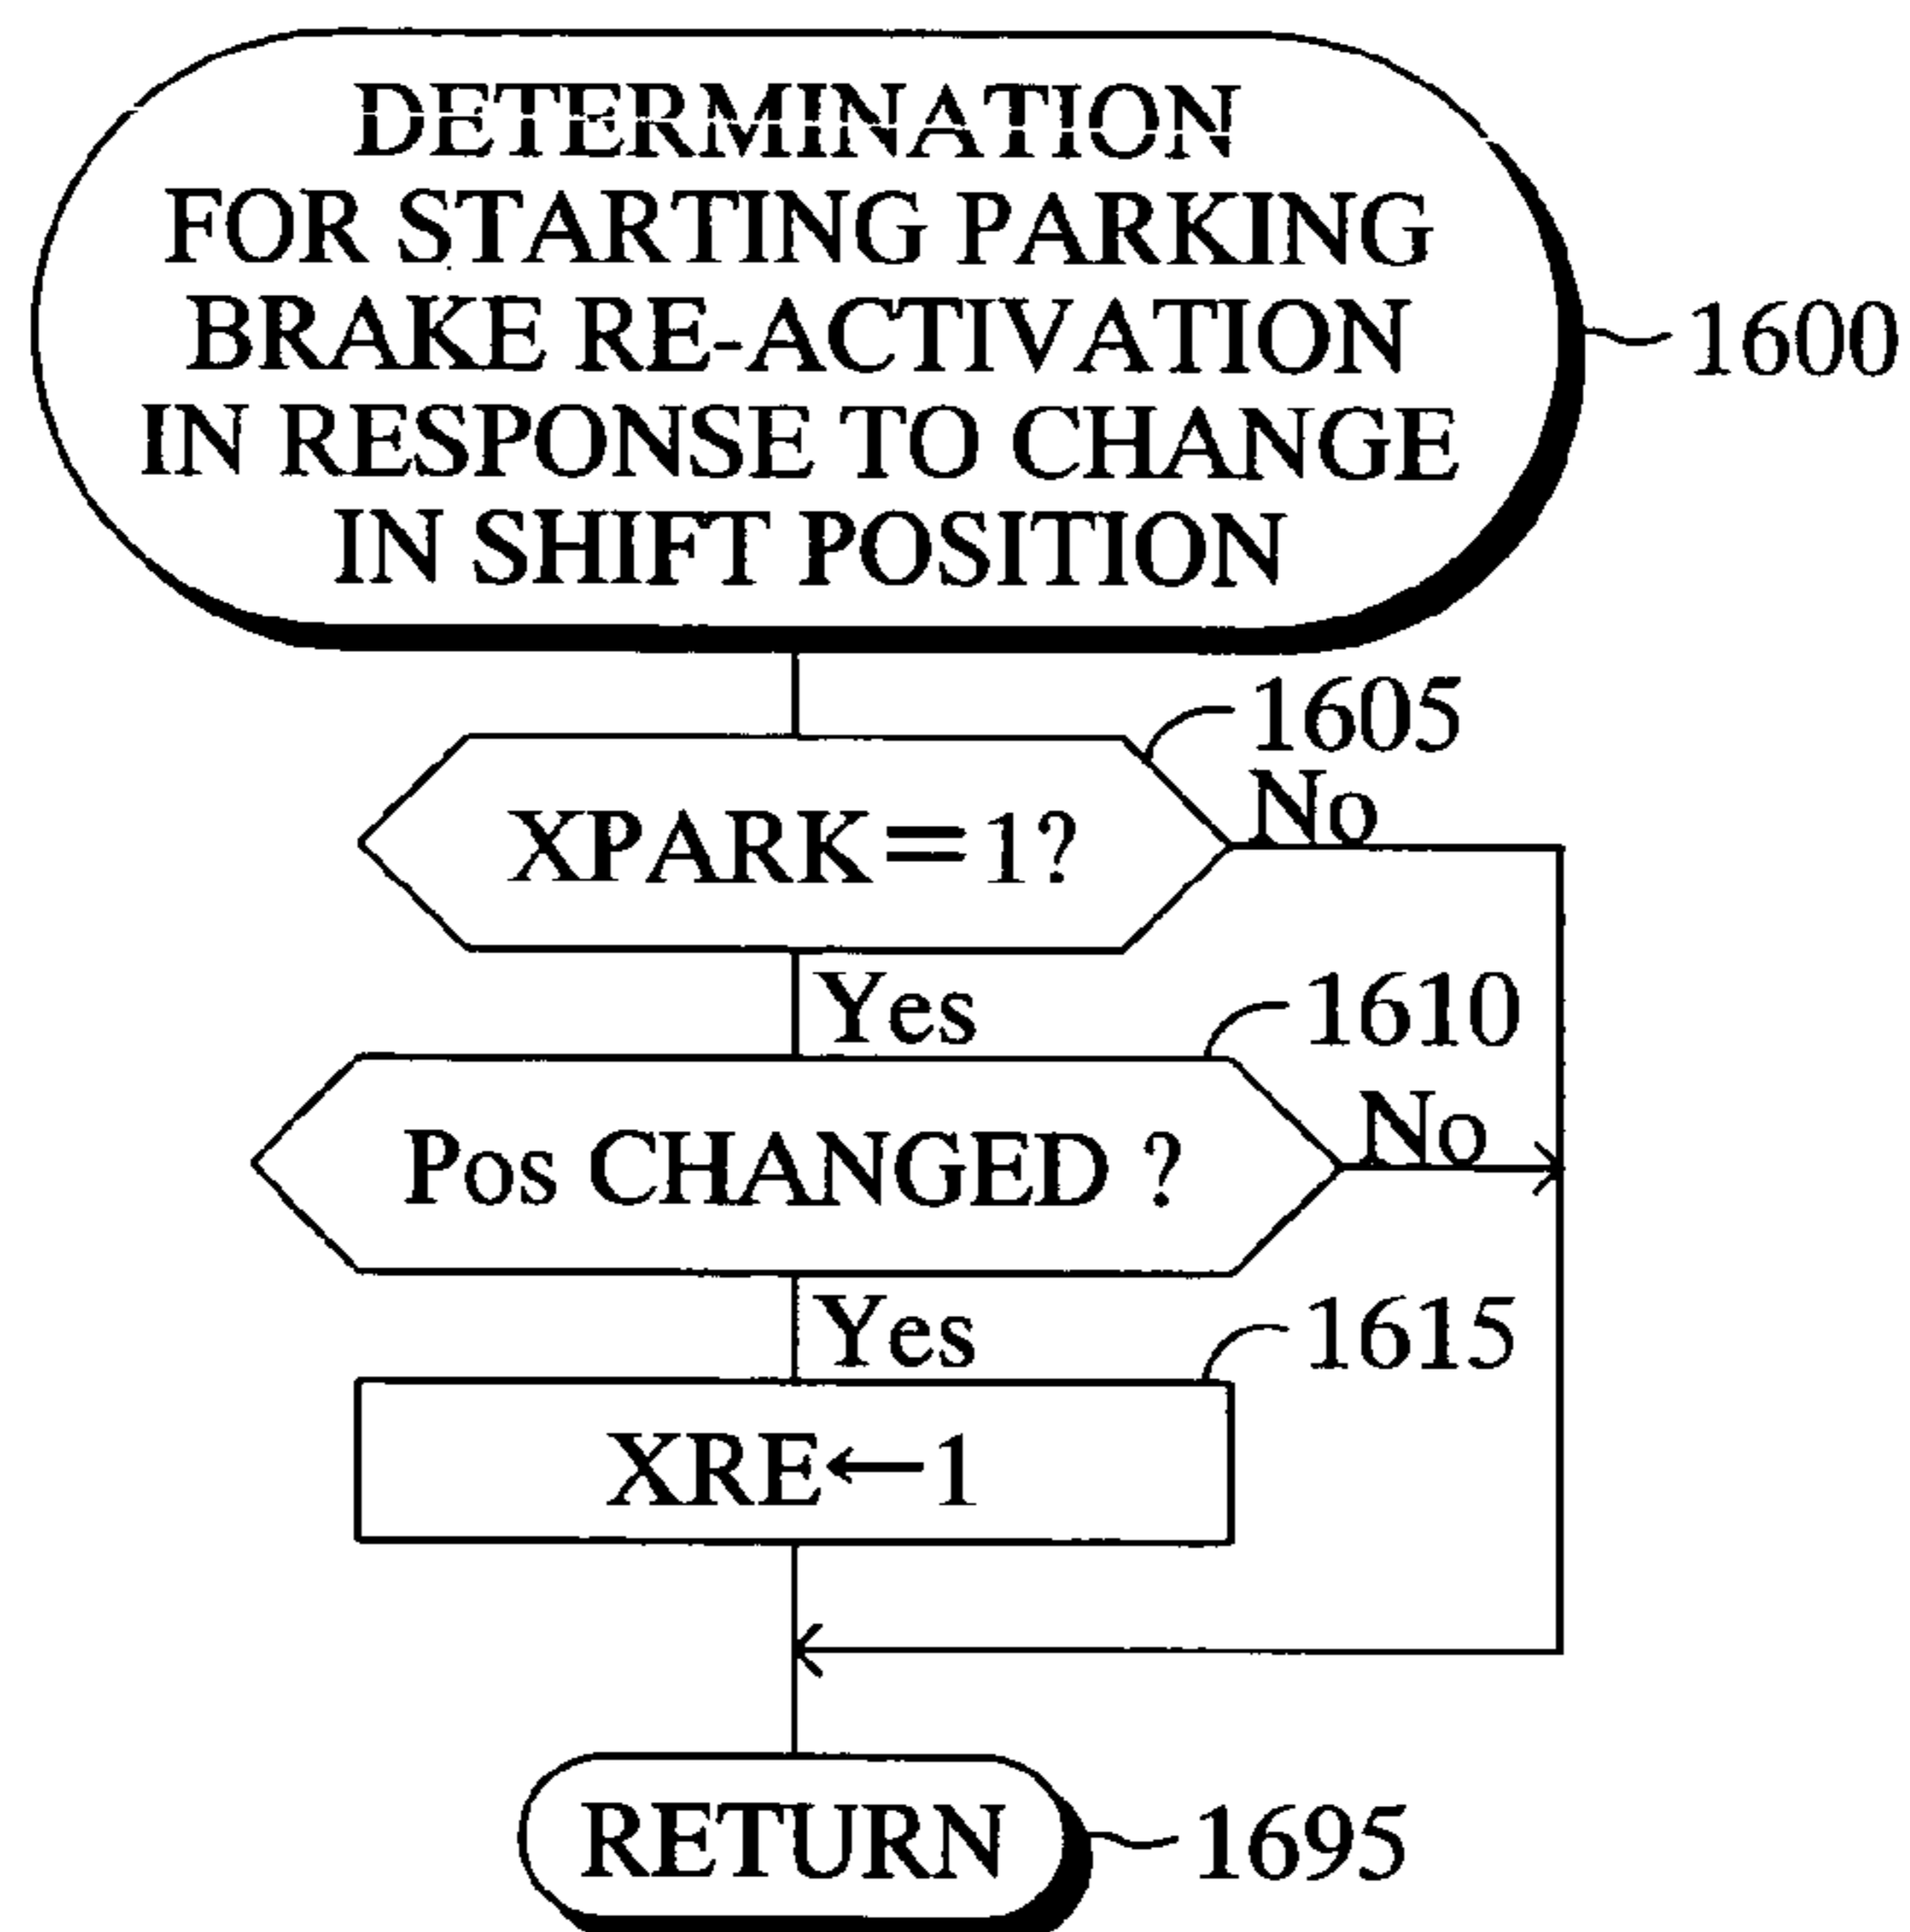 DETERMINATION
FOR STARTING PARKING
BRAKE RE-ACTIVATION
IN RESPONSE TO CHANGE
IN SHIFT POSITION
1600
1605
XPARK=1?
No
Yes
1610
Pos CHANGED ?
No
Yes
1615
XRE←1
RETURN
1695